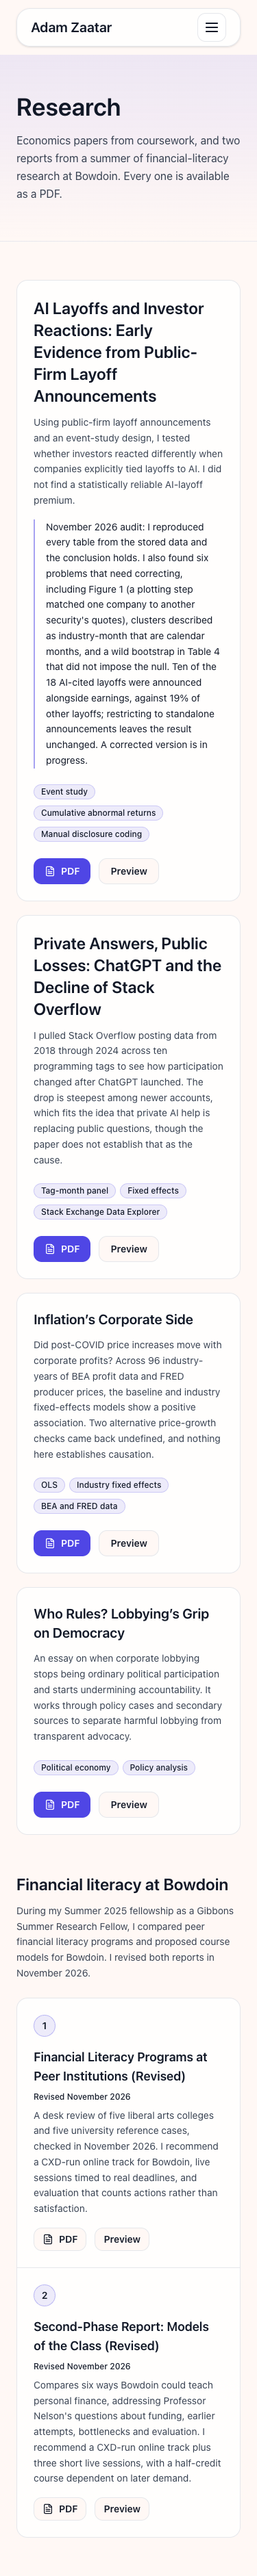 Adam Zaatar
Research
Economics papers from coursework, and two
reports from a summer of financial-literacy
research at Bowdoin. Every one is available
as a PDF.
AI Layoffs and Investor
Reactions: Early
Evidence from Public-
Firm Layoff
Announcements
Using public-firm layoff announcements
and an event-study design, I tested
whether investors reacted differently when
companies explicitly tied layoffs to AI. I did
not find a statistically reliable AI-layoff
premium.
November 2026 audit: I reproduced
every table from the stored data and
the conclusion holds. I also found six
problems that need correcting,
including Figure 1 (a plotting step
matched one company to another
security's quotes), clusters described
as industry-month that are calendar
months, and a wild bootstrap in Table 4
that did not impose the null. Ten of the
18 AI-cited layoffs were announced
alongside earnings, against 19% of
other layoffs; restricting to standalone
announcements leaves the result
unchanged. A corrected version is in
progress.
Event study
Cumulative abnormal returns
Manual disclosure coding
PDF Preview
Private Answers, Public
Losses: ChatGPT and the
Decline of Stack
Overflow
I pulled Stack Overflow posting data from
2018 through 2024 across ten
programming tags to see how participation
changed after ChatGPT launched. The
drop is steepest among newer accounts,
which fits the idea that private AI help is
replacing public questions, though the
paper does not establish that as the
cause.
Tag-month panel Fixed effects
Stack Exchange Data Explorer
PDF Preview
Inflation’s Corporate Side
Did post-COVID price increases move with
corporate profits? Across 96 industry-
years of BEA profit data and FRED
producer prices, the baseline and industry
fixed-effects models show a positive
association. Two alternative price-growth
checks came back undefined, and nothing
here establishes causation.
OLS Industry fixed effects
BEA and FRED data
PDF Preview
Who Rules? Lobbying’s Grip
on Democracy
An essay on when corporate lobbying
stops being ordinary political participation
and starts undermining accountability. It
works through policy cases and secondary
sources to separate harmful lobbying from
transparent advocacy.
Political economy Policy analysis
PDF Preview
Financial literacy at Bowdoin
During my Summer 2025 fellowship as a Gibbons
Summer Research Fellow, I compared peer
financial literacy programs and proposed course
models for Bowdoin. I revised both reports in
November 2026.
1
Financial Literacy Programs at
Peer Institutions (Revised)
Revised November 2026
A desk review of five liberal arts colleges
and five university reference cases,
checked in November 2026. I recommend
a CXD-run online track for Bowdoin, live
sessions timed to real deadlines, and
evaluation that counts actions rather than
satisfaction.
PDF Preview
2
Second-Phase Report: Models
of the Class (Revised)
Revised November 2026
Compares six ways Bowdoin could teach
personal finance, addressing Professor
Nelson's questions about funding, earlier
attempts, bottlenecks and evaluation. I
recommend a CXD-run online track plus
three short live sessions, with a half-credit
course dependent on later demand.
PDF Preview